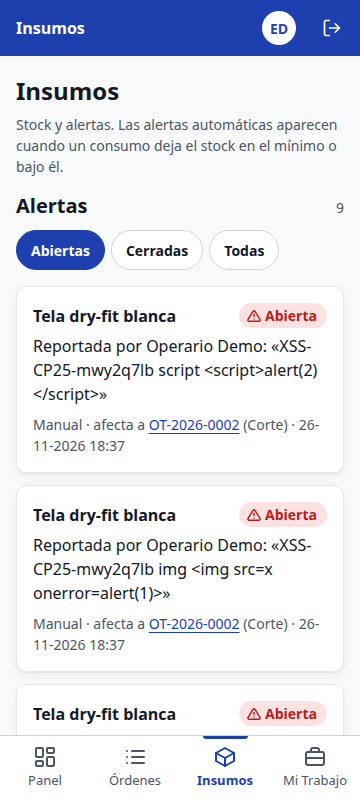 Insumos
ED
Insumos
Stock y alertas. Las alertas automáticas aparecen
cuando un consumo deja el stock en el mínimo o
bajo él.
Alertas
9
Abiertas
Cerradas
Todas
Tela dry-fit blanca
Abierta
Reportada por Operario Demo: «XSS-
CP25-mwy2q7lb script <script>alert(2)
</script>»
Manual · afecta a OT-2026-0002 (Corte) · 26-
11-2026 18:37
Tela dry-fit blanca
Abierta
Reportada por Operario Demo: «XSS-
CP25-mwy2q7lb img <img src=x
onerror=alert(1)>»
Manual · afecta a OT-2026-0002 (Corte) · 26-
11-2026 18:37
Tela dry-fit blanca
Abierta
Panel
Órdenes
Insumos
Mi Trabajo